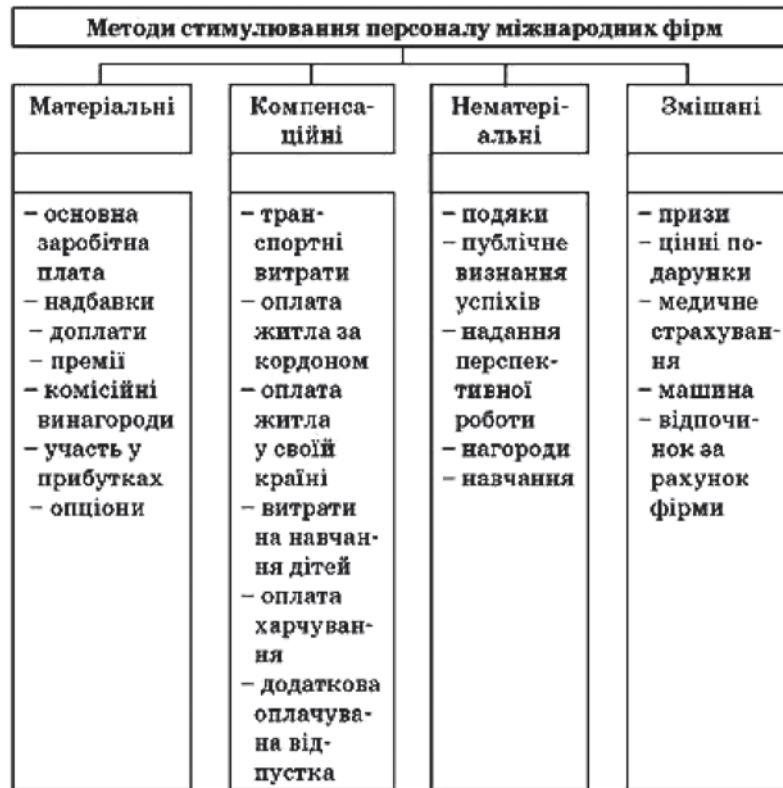 Методи стимулювання персоналу міжнародних фірм
Матеріальні
Компенса-
ційні
Нематері-
альні
Змішані
– основна
заробітна
плата
– надбавки
– доплати
– премії
– комісійні
винагороди
– участь у
прибутках
– опціони
– тран-
спортні
витрати
– оплата
житла за
кордоном
– оплата
житла
у своїй
країні
– витрати
на навчан-
ня дітей
– оплата
харчуван-
ня
– додаткова
оплачува-
на від-
пустка
– подяки
– публічне
визнання
успіхів
– надання
перспек-
тивної
роботи
– нагороди
– навчання
– призи
– цінні по-
дарунки
– медичне
страхуван-
ня
– машина
– відпочи-
нок за
рахунок
фірми